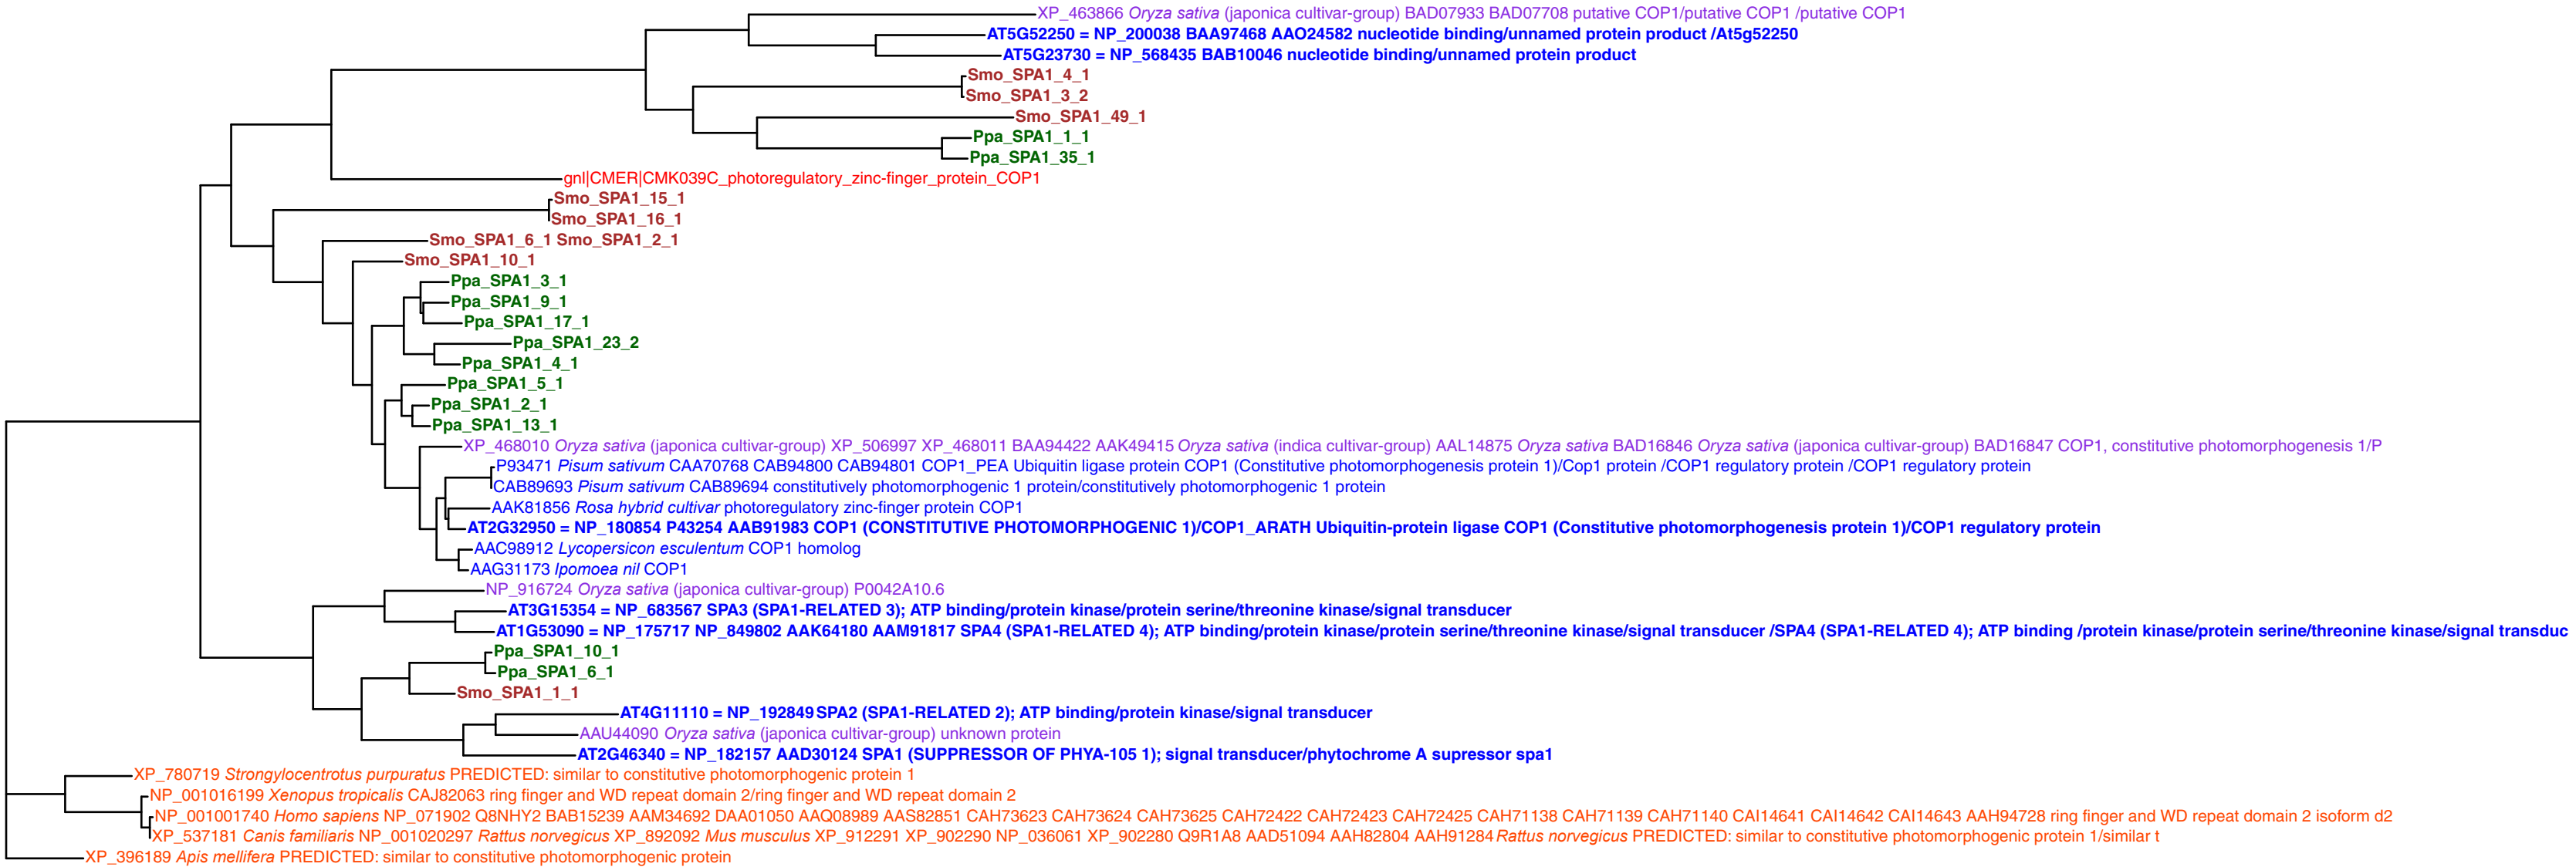 XP_463866 Oryza sativa (japonica cultivar-group) BAD07933 BAD07708 putative COP1/putative COP1 /putative COP1
AT5G52250 = NP_200038 BAA97468 AAO24582 nucleotide binding/unnamed protein product /At5g52250
AT5G23730 = NP_568435 BAB10046 nucleotide binding/unnamed protein product
Smo_SPA1_4_1
Smo_SPA1_3_2
Smo_SPA1_49_1
Ppa_SPA1_1_1
Ppa_SPA1_35_1
gnl|CMER|CMK039C_photoregulatory_zinc-finger_protein_COP1
Smo_SPA1_15_1
Smo_SPA1_16_1
Smo_SPA1_6_1 Smo_SPA1_2_1
Smo_SPA1_10_1
Ppa_SPA1_3_1
Ppa_SPA1_9_1
Ppa_SPA1_17_1
Ppa_SPA1_23_2
Ppa_SPA1_4_1
Ppa_SPA1_5_1
Ppa_SPA1_2_1
Ppa_SPA1_13_1
XP_468010 Oryza sativa (japonica cultivar-group) XP_506997 XP_468011 BAA94422 AAK49415 Oryza sativa (indica cultivar-group) AAL14875 Oryza sativa BAD16846 Oryza sativa (japonica cultivar-group) BAD16847 COP1, constitutive photomorphogenesis 1/P
P93471 Pisum sativum CAA70768 CAB94800 CAB94801 COP1_PEA Ubiquitin ligase protein COP1 (Constitutive photomorphogenesis protein 1)/Cop1 protein /COP1 regulatory protein /COP1 regulatory protein
CAB89693 Pisum sativum CAB89694 constitutively photomorphogenic 1 protein/constitutively photomorphogenic 1 protein
AAK81856 Rosa hybrid cultivar photoregulatory zinc-finger protein COP1
AT2G32950 = NP_180854 P43254 AAB91983 COP1 (CONSTITUTIVE PHOTOMORPHOGENIC 1)/COP1_ARATH Ubiquitin-protein ligase COP1 (Constitutive photomorphogenesis protein 1)/COP1 regulatory protein
AAC98912 Lycopersicon esculentum COP1 homolog
AAG31173 Ipomoea nil COP1
NP_916724 Oryza sativa (japonica cultivar-group) P0042A10.6
AT3G15354 = NP_683567 SPA3 (SPA1-RELATED 3); ATP binding/protein kinase/protein serine/threonine kinase/signal transducer
AT1G53090 = NP_175717 NP_849802 AAK64180 AAM91817 SPA4 (SPA1-RELATED 4); ATP binding/protein kinase/protein serine/threonine kinase/signal transducer /SPA4 (SPA1-RELATED 4); ATP binding /protein kinase/protein serine/threonine kinase/signal transduc
Ppa_SPA1_10_1
Ppa_SPA1_6_1
Smo_SPA1_1_1
AT4G11110 = NP_192849 SPA2 (SPA1-RELATED 2); ATP binding/protein kinase/signal transducer
AAU44090 Oryza sativa (japonica cultivar-group) unknown protein
AT2G46340 = NP_182157 AAD30124 SPA1 (SUPPRESSOR OF PHYA-105 1); signal transducer/phytochrome A supressor spa1
XP_780719 Strongylocentrotus purpuratus PREDICTED: similar to constitutive photomorphogenic protein 1
NP_001016199 Xenopus tropicalis CAJ82063 ring finger and WD repeat domain 2/ring finger and WD repeat domain 2
NP_001001740 Homo sapiens NP_071902 Q8NHY2 BAB15239 AAM34692 DAA01050 AAQ08989 AAS82851 CAH73623 CAH73624 CAH73625 CAH72422 CAH72423 CAH72425 CAH71138 CAH71139 CAH71140 CAI14641 CAI14642 CAI14643 AAH94728 ring finger and WD repeat domain 2 isoform d2
XP_537181 Canis familiaris NP_001020297 Rattus norvegicus XP_892092 Mus musculus XP_912291 XP_902290 NP_036061 XP_902280 Q9R1A8 AAD51094 AAH82804 AAH91284 Rattus norvegicus PREDICTED: similar to constitutive photomorphogenic protein 1/similar t
XP_396189 Apis mellifera PREDICTED: similar to constitutive photomorphogenic protein